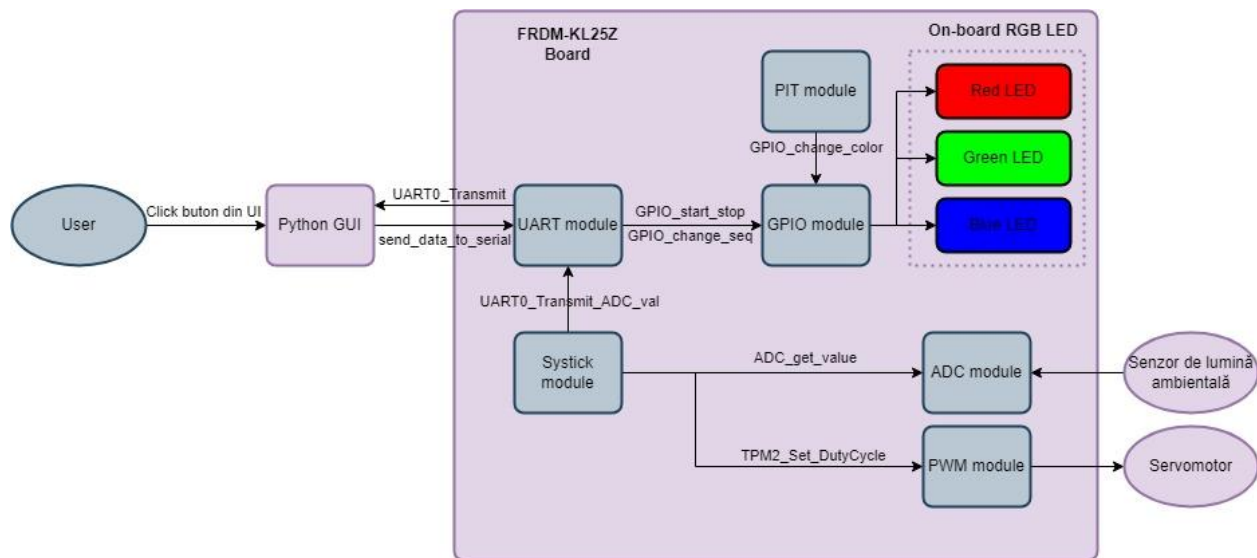 FRDM-KL25Z
Board
On-board RGB LED
PIT module
Red LED
GPIO_change_color
Green LED
User
Click buton din UI
Python GUI
UART0_Transmit
send_data_to_serial
UART module
GPIO_start_stop
GPIO_change_seq
GPIO module
Blue LED
UART0_Transmit_ADC_val
Systick
module
ADC_get_value
ADC module
Senzor de lumină
ambientală
TPM2_Set_DutyCycle
PWM module
Servomotor